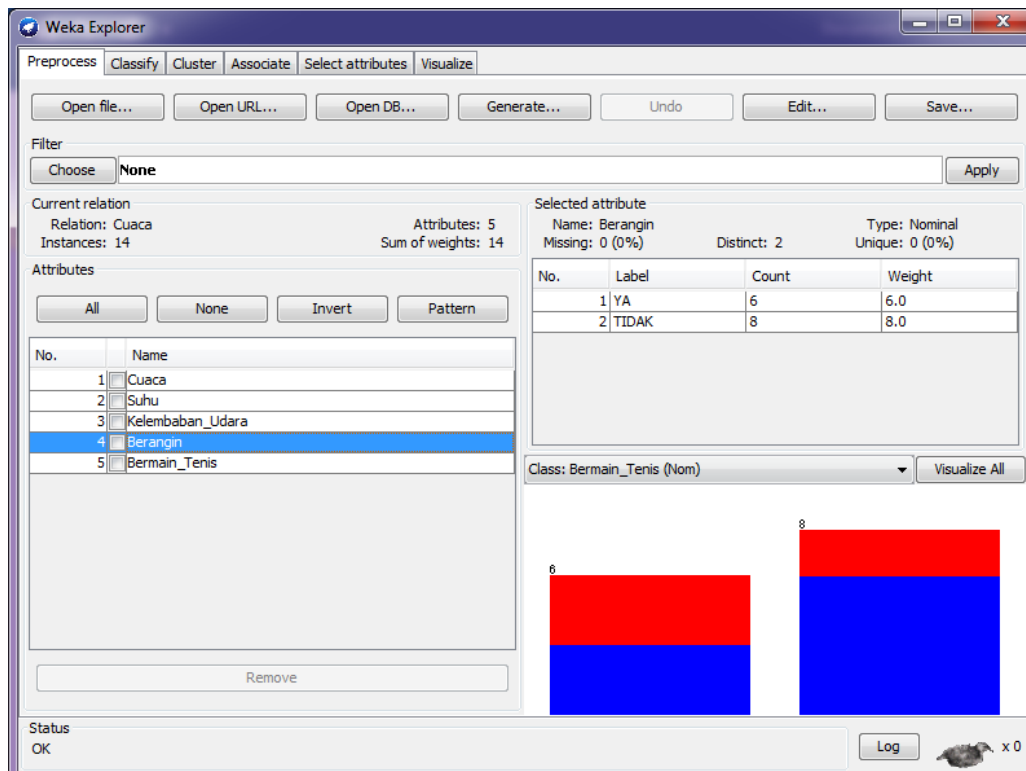 Weka Explorer
Preprocess Classify Cluster Associate Select attributes Visualize
Open file... Open URL... Open DB... Generate... Undo Edit... Save...
Filter
Choose None Apply
Current relation
Relation: Cuaca Attributes: 5
Instances: 14 Sum of weights: 14
Attributes
All None Invert Pattern
No. Name
1 Cuaca
2 Suhu
3 Kelembaban_Udara
4 Berangin
5 Bermain_Tenis
Remove
Selected attribute
Name: Berangin Type: Nominal
Missing: 0 (0%) Distinct: 2 Unique: 0 (0%)
No. Label Count Weight
1 YA 6 6.0
2 TIDAK 8 8.0
Class: Bermain_Tenis (Nom) Visualize All
8
6
Status
OK Log x 0